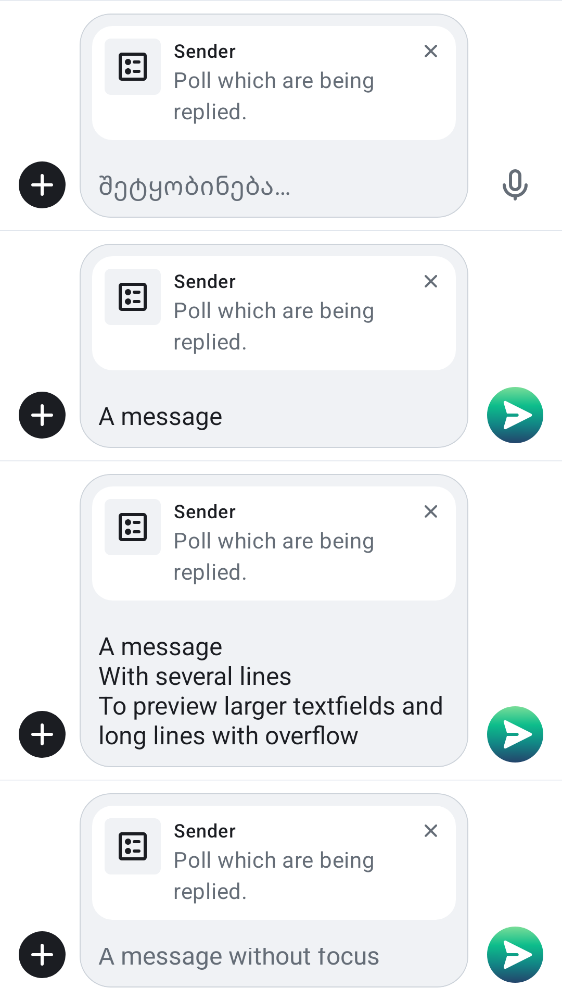 Sender
Poll which are being
replied.
შეტყობინება...
Sender
Poll which are being
replied.
A message
Sender
Poll which are being
replied.
A message
With several lines
To preview larger textfields and
long lines with overflow
Sender
Poll which are being
replied.
A message without focus